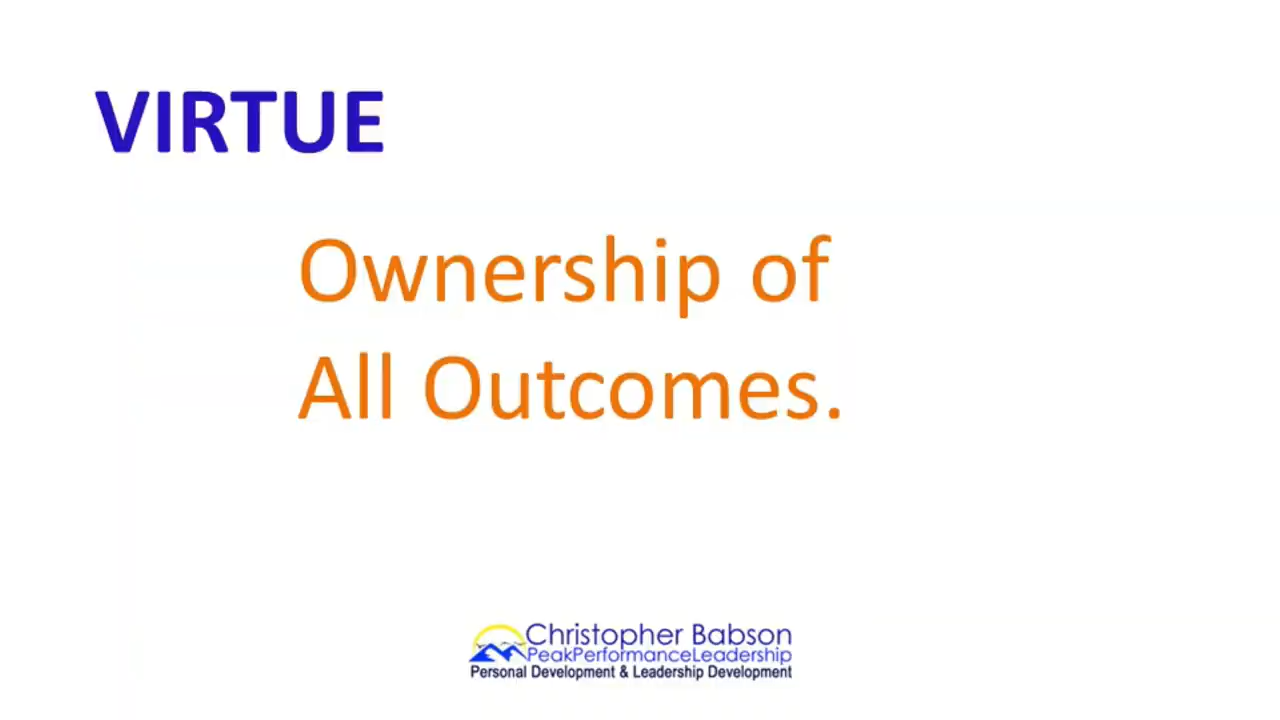 VIRTUE
Ownership of
All Outcomes.
Christopher Babson
PeakPerformanceLeadership
Personal Development & Leadership Development